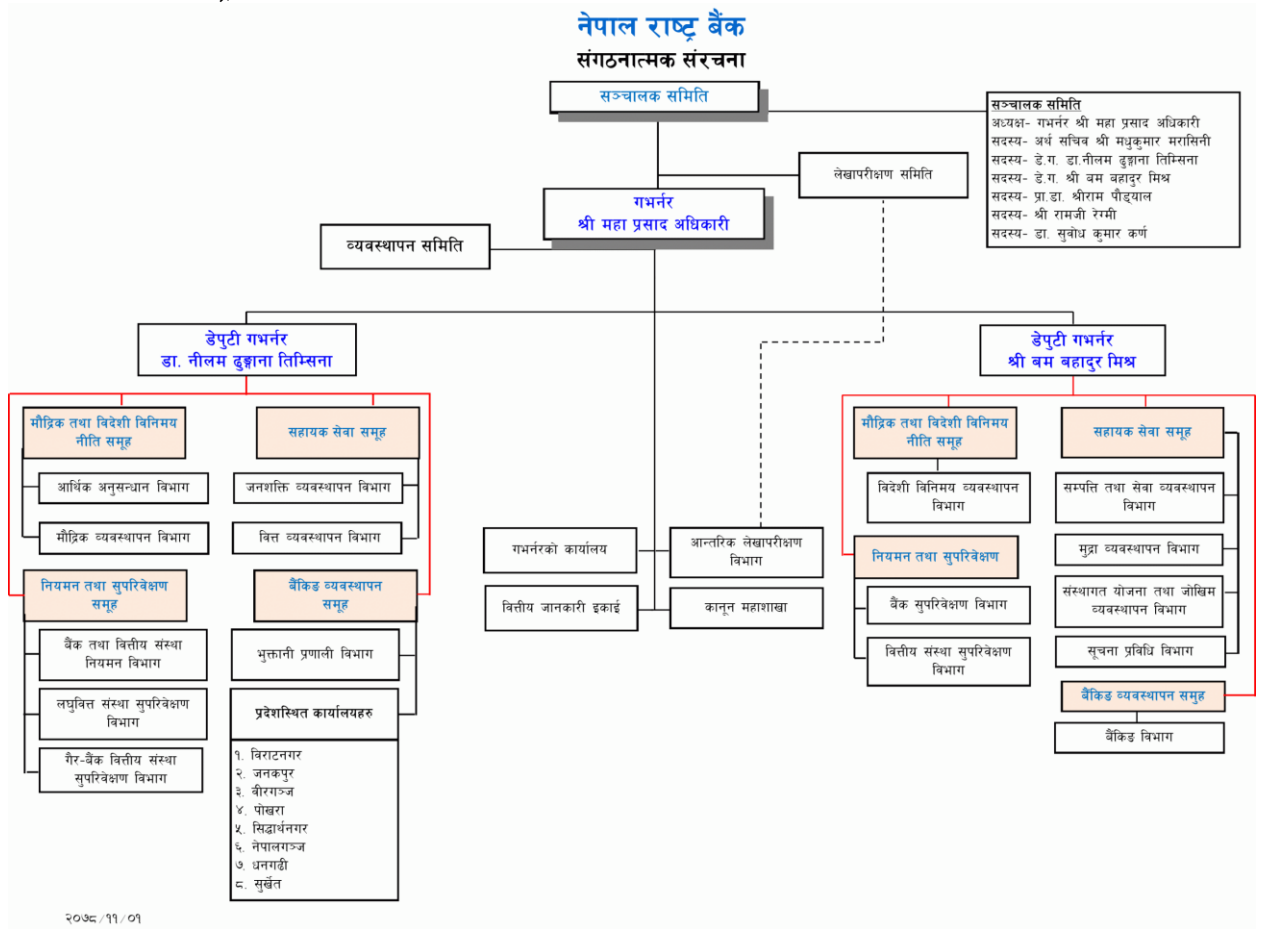 नेपाल राष्ट्र बैंक
संगठनात्मक संरचना
सञ्चालक समिति
सञ्चालक समिति
अध्यक्ष- गभर्नर श्री महा प्रसाद अधिकारी
सदस्य- अर्थ सचिव श्री मधुकुमार मरासिनी
सदस्य- डे.ग. डा.नीलम ढुङ्गाना तिम्सिना
सदस्य- डे.ग. श्री बम बहादुर मिश्र
सदस्य- प्रा.डा. श्रीराम पौड्याल
सदस्य- श्री रामजी रेग्मी
सदस्य- डा. सुवोध कुमार कर्ण
लेखापरीक्षण समिति
गभर्नर
श्री महा प्रसाद अधिकारी
व्यवस्थापन समिति
डेपुटी गभर्नर
डा. नीलम ढुङ्गाना तिम्सिना
डेपुटी गभर्नर
श्री बम बहादुर मिश्र
मौद्रिक तथा विदेशी विनिमय
नीति समूह
आर्थिक अनुसन्धान विभाग
मौद्रिक व्यवस्थापन विभाग
सहायक सेवा समूह
जनशक्ति व्यवस्थापन विभाग
वित्त व्यवस्थापन विभाग
नियमन तथा सुपरिवेक्षण
समूह
बैंक तथा वित्तीय संस्था
नियमन विभाग
लघुवित्त संस्था सुपरिवेक्षण
विभाग
गैर-बैंक वित्तीय संस्था
सुपरिवेक्षण विभाग
बैंकिङ व्यवस्थापन
समूह
भुक्तानी प्रणाली विभाग
प्रदेशस्थित कार्यालयहरु
१. विराटनगर
२. जनकपुर
३. वीरगञ्ज
४. पोखरा
५. सिद्धार्थनगर
६. नेपालगञ्ज
७. धनगढी
८. सुर्खेत
गभर्नरको कार्यालय
आन्तरिक लेखापरीक्षण
विभाग
वित्तीय जानकारी इकाई
कानून महाशाखा
मौद्रिक तथा विदेशी विनिमय
नीति समूह
विदेशी विनिमय व्यवस्थापन
विभाग
नियमन तथा सुपरिवेक्षण
बैंक सुपरिवेक्षण विभाग
वित्तीय संस्था सुपरिवेक्षण
विभाग
सहायक सेवा समूह
सम्पत्ति तथा सेवा व्यवस्थापन
विभाग
मुद्रा व्यवस्थापन विभाग
संस्थागत योजना तथा जोखिम
व्यवस्थापन विभाग
सूचना प्रविधि विभाग
बैंकिङ व्यवस्थापन समुह
बैंकिङ विभाग
२०७८/११/०१